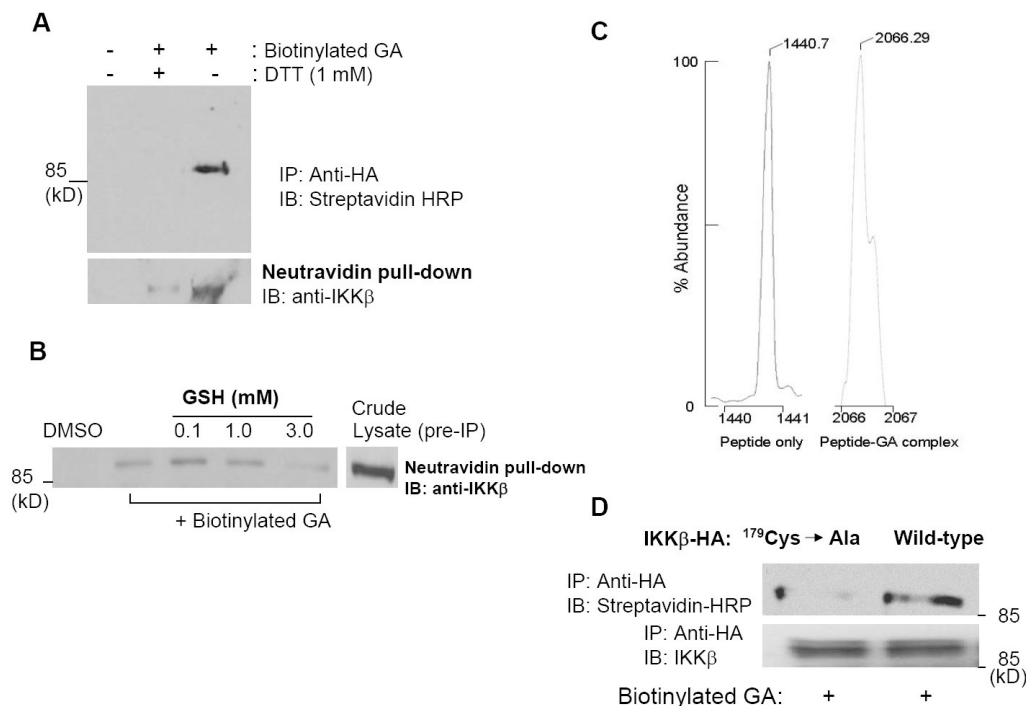 A
- + + : Biotinylated GA
- + - : DTT (1 mM)
85
(kD)
IP: Anti-HA
IB: Streptavidin HRP
Neutravidin pull-down
IB: anti-IKKβ
B
GSH (mM)
DMSO 0.1 1.0 3.0
Crude
Lysate (pre-IP)
85
(kD)
Neutravidin pull-down
IB: anti-IKKβ
+ Biotinylated GA
C
1440.7
2066.29
100
% Abundance
0
1440 1441 2066 2067
Peptide only Peptide-GA complex
D
IKKβ-HA: ¹⁷⁹Cys → Ala Wild-type
IP: Anti-HA
IB: Streptavidin-HRP
85
IP: Anti-HA
IB: IKKβ
85
(kD)
Biotinylated GA: + +